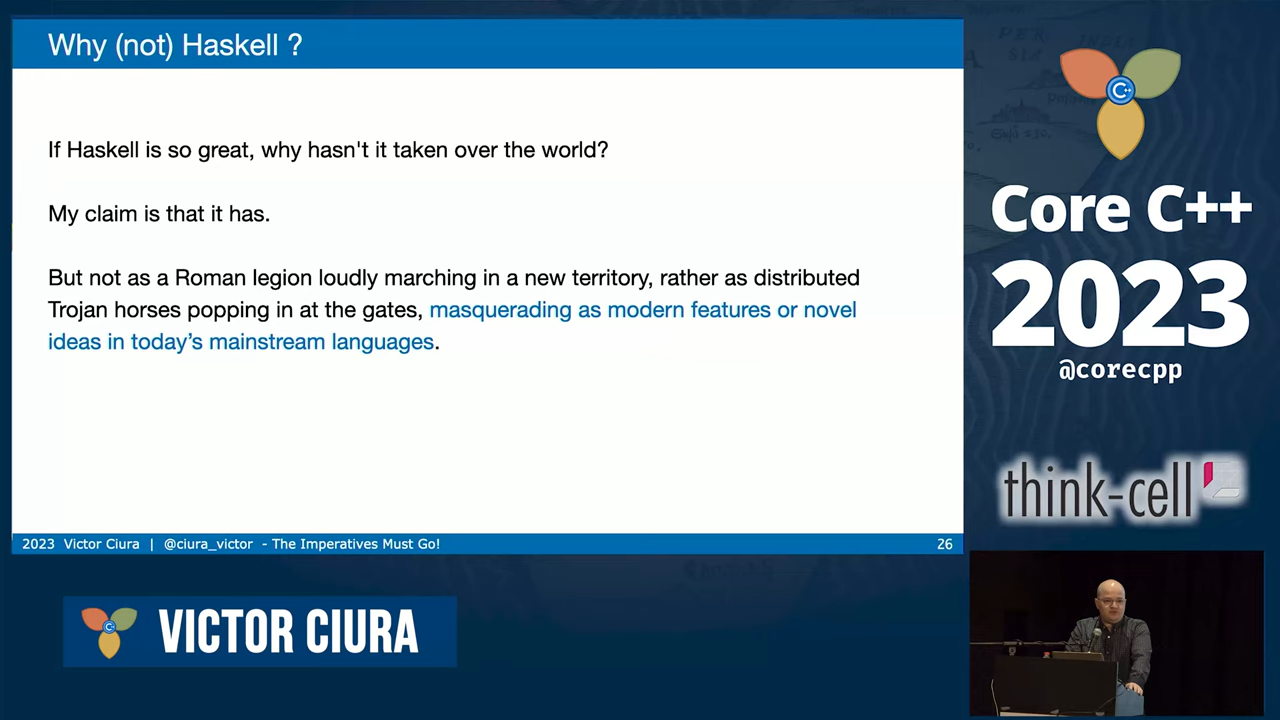 Why (not) Haskell ?
If Haskell is so great, why hasn't it taken over the world?
My claim is that it has.
But not as a Roman legion loudly marching in a new territory, rather as distributed
Trojan horses popping in at the gates, masquerading as modern features or novel
ideas in today's mainstream languages.
2023 Victor Ciura | @ciura_victor - The Imperatives Must Go!
26
C++
Core C++
2023
@corecpp
think-cell
VICTOR CIURA